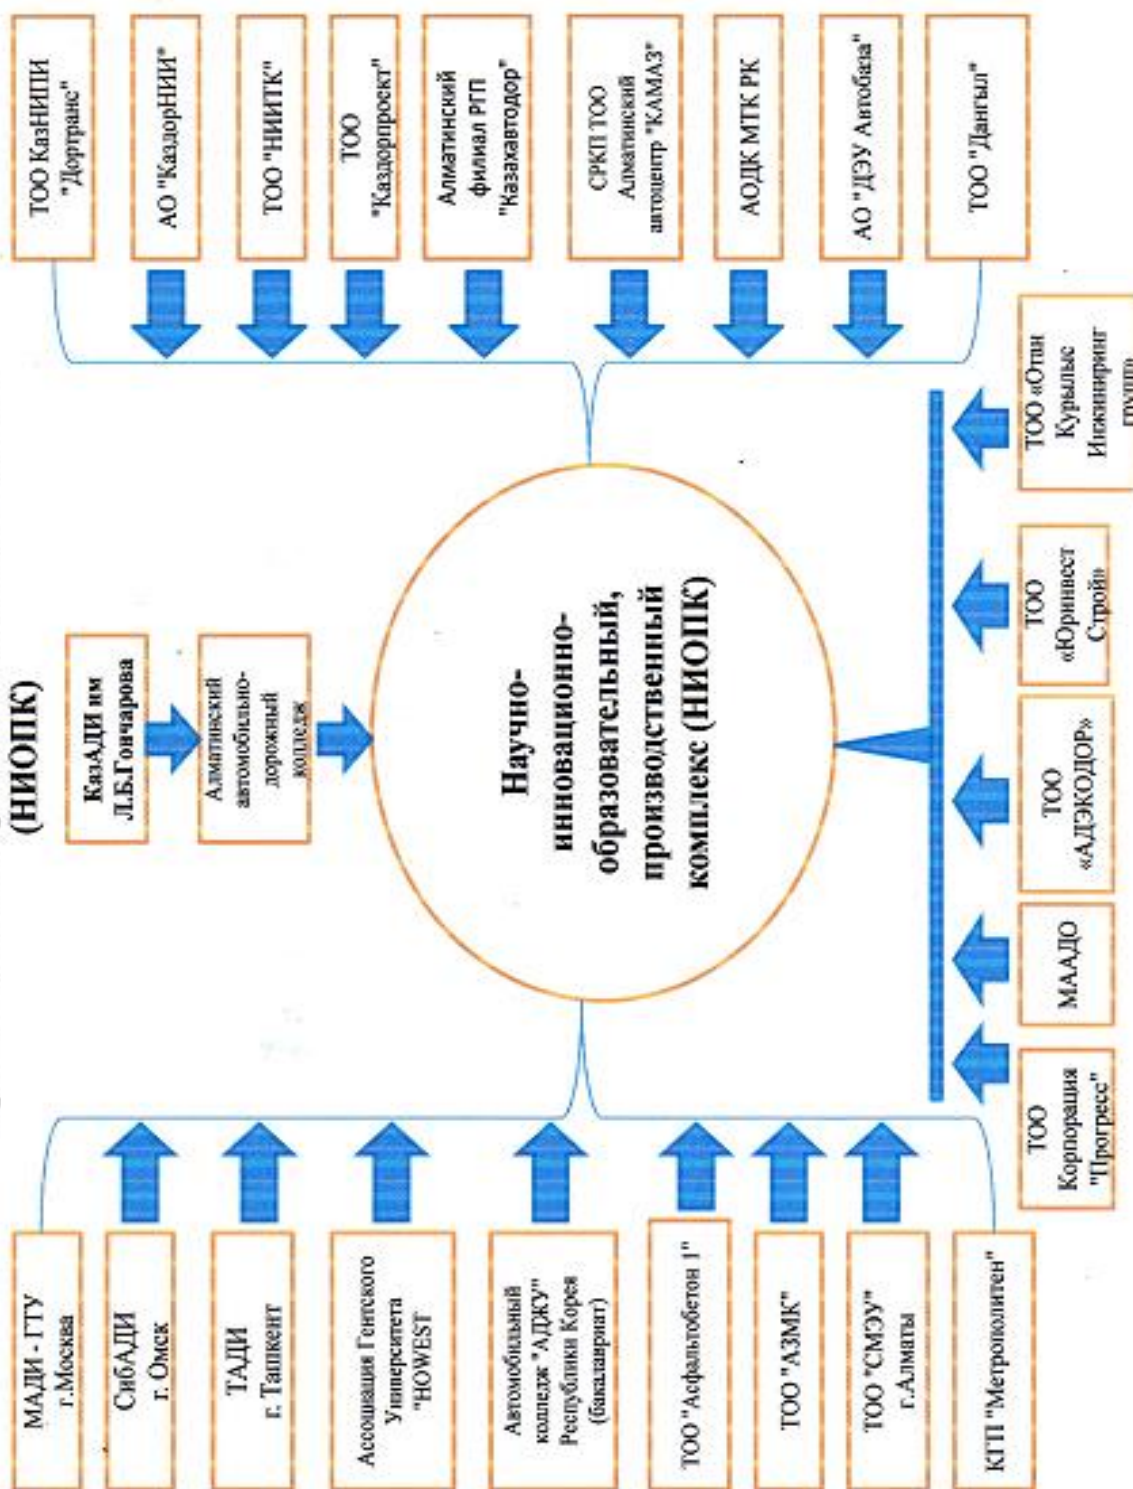 (НИОПК)
КазАДИ им
Л.Б.Гончарова
Алматинский
автомобильно-
дорожный
колледж
МАДИ - ГТУ
г.Москва
СибАДИ
г. Омск
ТАДИ
г. Ташкент
Ассоциация Гентского
Университета
"HOWEST
Автомобильный
колледж "АДЖУ"
Республики Корея
(бакалавриат)
ТОО "Асфальтобетон 1"
ТОО "АЗМК"
ТОО "СМЭУ"
г.Алматы
КГП "Метрополитен"
Научно-
инновационно-
образовательный,
производственный
комплекс (НИОПК)
ТОО КазНИПИ
"Дортранс"
АО "КаздорНИИ"
ТОО "НИИТК"
ТОО
"Каздорпроект"
Алматинский
филиал РГП
"Казахавтодор"
СРКП ТОО
Алматинский
автоцентр "КАМАЗ"
АОДК МТК РК
АО "ДЭУ Автобаза"
ТОО "Дангыл"
ТОО
Корпорация
"Прогресс"
МААДО
ТОО
«АДЭКОДОР»
ТОО
«Юринвест
Строй»
ТОО «Отан
Курылыс
Инжиниринг